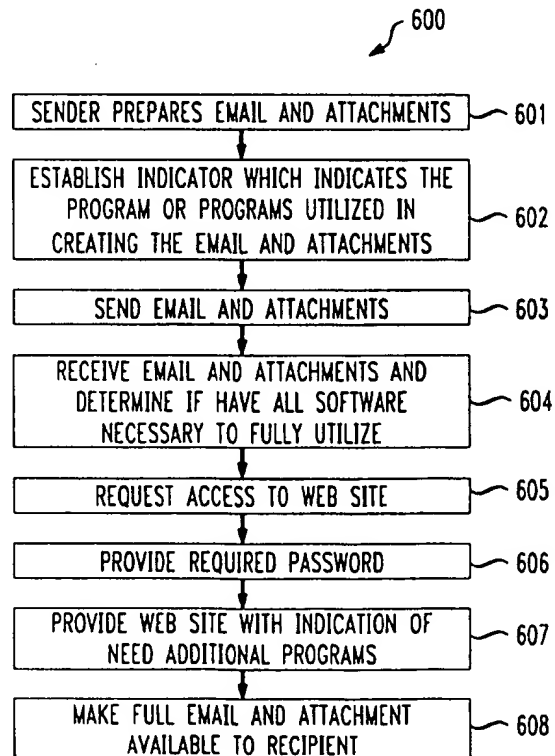 600
SENDER PREPARES EMAIL AND ATTACHMENTS
601
ESTABLISH INDICATOR WHICH INDICATES THE
PROGRAM OR PROGRAMS UTILIZED IN
CREATING THE EMAIL AND ATTACHMENTS
602
SEND EMAIL AND ATTACHMENTS
603
RECEIVE EMAIL AND ATTACHMENTS AND
DETERMINE IF HAVE ALL SOFTWARE
NECESSARY TO FULLY UTILIZE
604
REQUEST ACCESS TO WEB SITE
605
PROVIDE REQUIRED PASSWORD
606
PROVIDE WEB SITE WITH INDICATION OF
NEED ADDITIONAL PROGRAMS
607
MAKE FULL EMAIL AND ATTACHMENT
AVAILABLE TO RECIPIENT
608